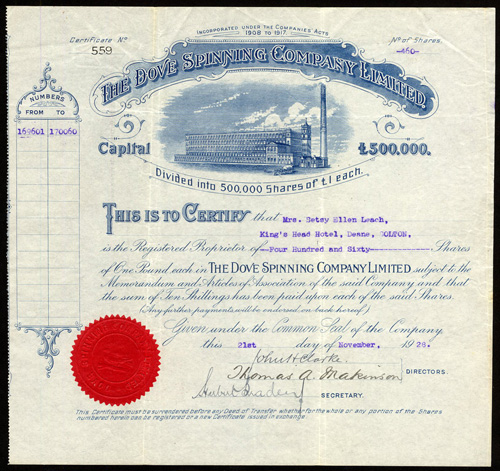 INCORPORATED UNDER THE COMPANIES ACTS
1908 TO 1917.
Certificate No
559
No of Shares.
-460-
THE DOVE SPINNING COMPANY LIMITED
NUMBERS
FROM TO
169601 170060
Capital £500,000.
Divided into 500,000 Shares of £1 each.
THIS IS TO CERTIFY that Mrs. Betsy Ellen Leach,
King's Head Hotel, Deane, BOLTON,
is the Registered Proprietor of Four Hundred and Sixty Shares
of One Pound each in THE DOVE SPINNING COMPANY LIMITED subject to the
Memorandum and Articles of Association of the said Company and that
the sum of Ten Shillings has been paid upon each of the said Shares.
(Any further payments will be endorsed on back hereof.)
Given under the Common Seal of the Company
this 21st day of November, 1928.
John H Clarke
Thomas A. Makinson
DIRECTORS.
SECRETARY.
This Certificate must be surrendered before any Deed of Transfer whether for the whole or any portion of the Shares
numbered herein can be registered or a new Certificate issued in exchange.